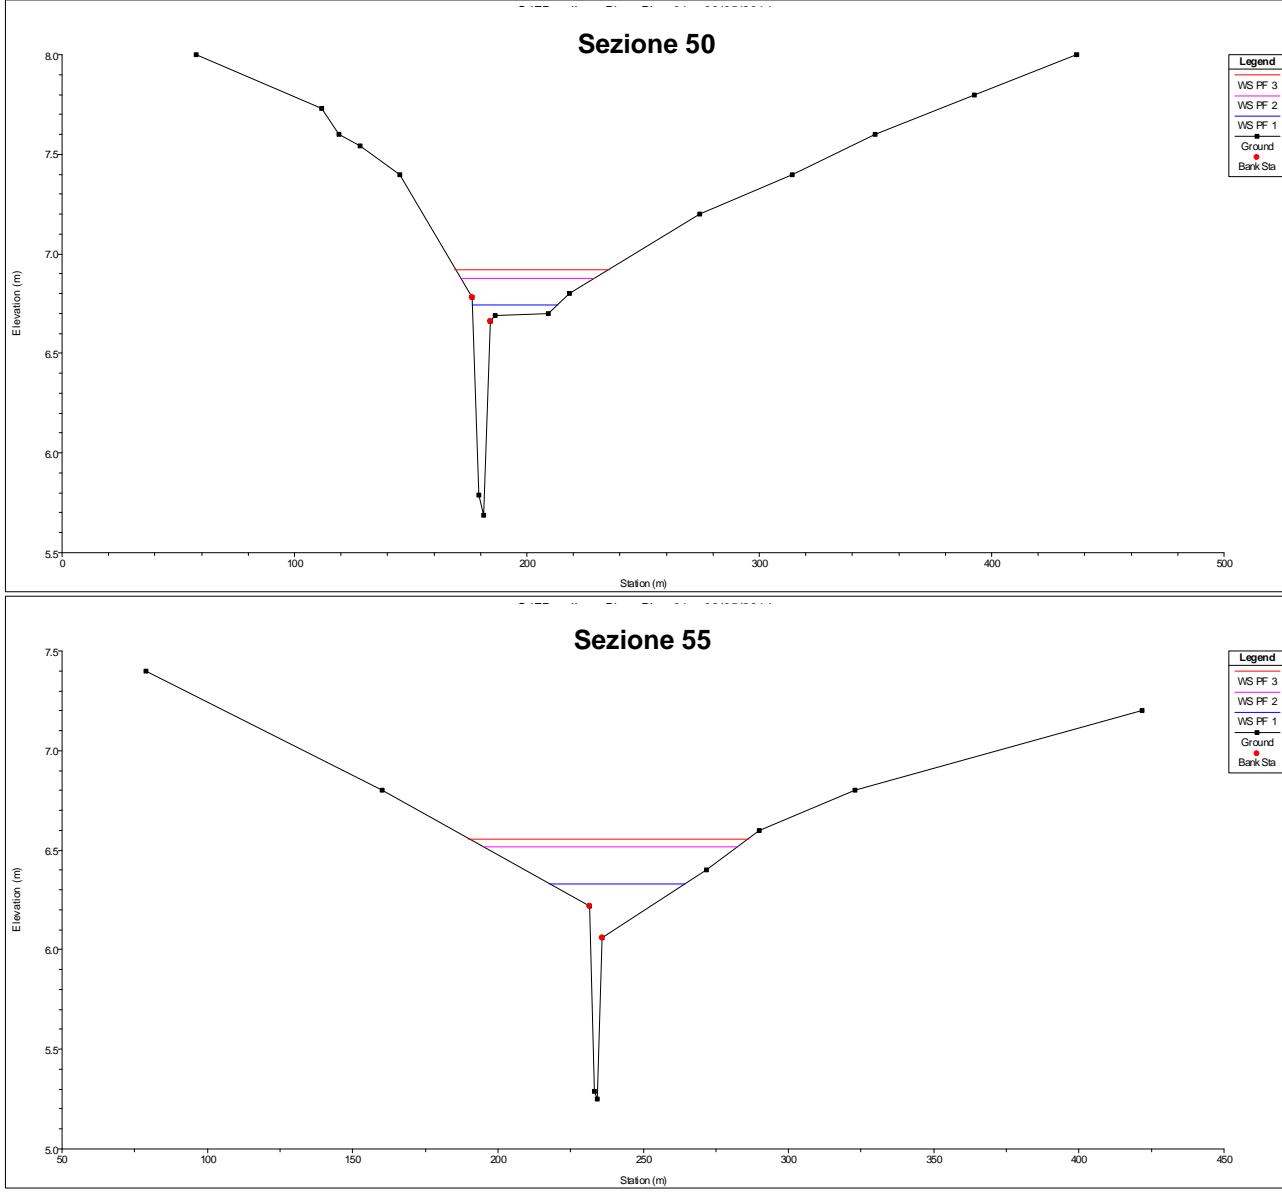 Sezione 50
8.0
7.5
7.0
6.5
6.0
5.5
Elevation (m)
0
100
200
300
400
500
Station (m)
Legend
WS PF 3
WS PF 2
WS PF 1
Ground
Bank Sta
Sezione 55
7.5
7.0
6.5
6.0
5.5
5.0
Elevation (m)
50
100
150
200
250
300
350
400
450
Station (m)
Legend
WS PF 3
WS PF 2
WS PF 1
Ground
Bank Sta